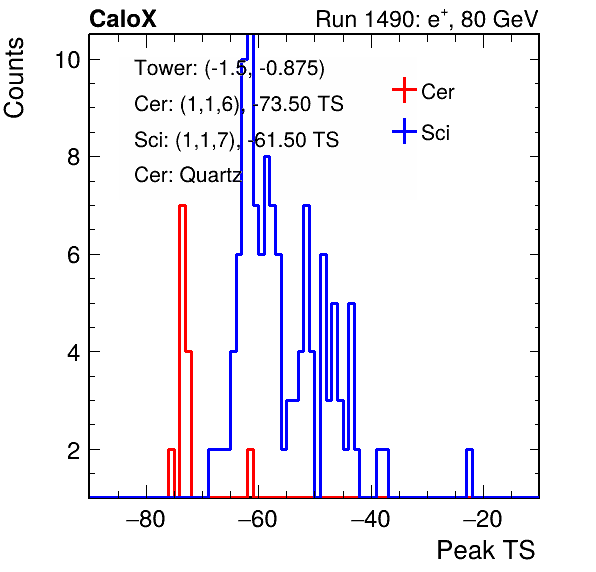 CaloX Run 1490: e⁺, 80 GeV
Counts
Tower: (-1.5, -0.875)
Cer: (1,1,6), -73.50 TS
Sci: (1,1,7), -61.50 TS
Cer: Quartz
Cer
Sci
10
8
6
4
2
−80 −60 −40 −20
Peak TS